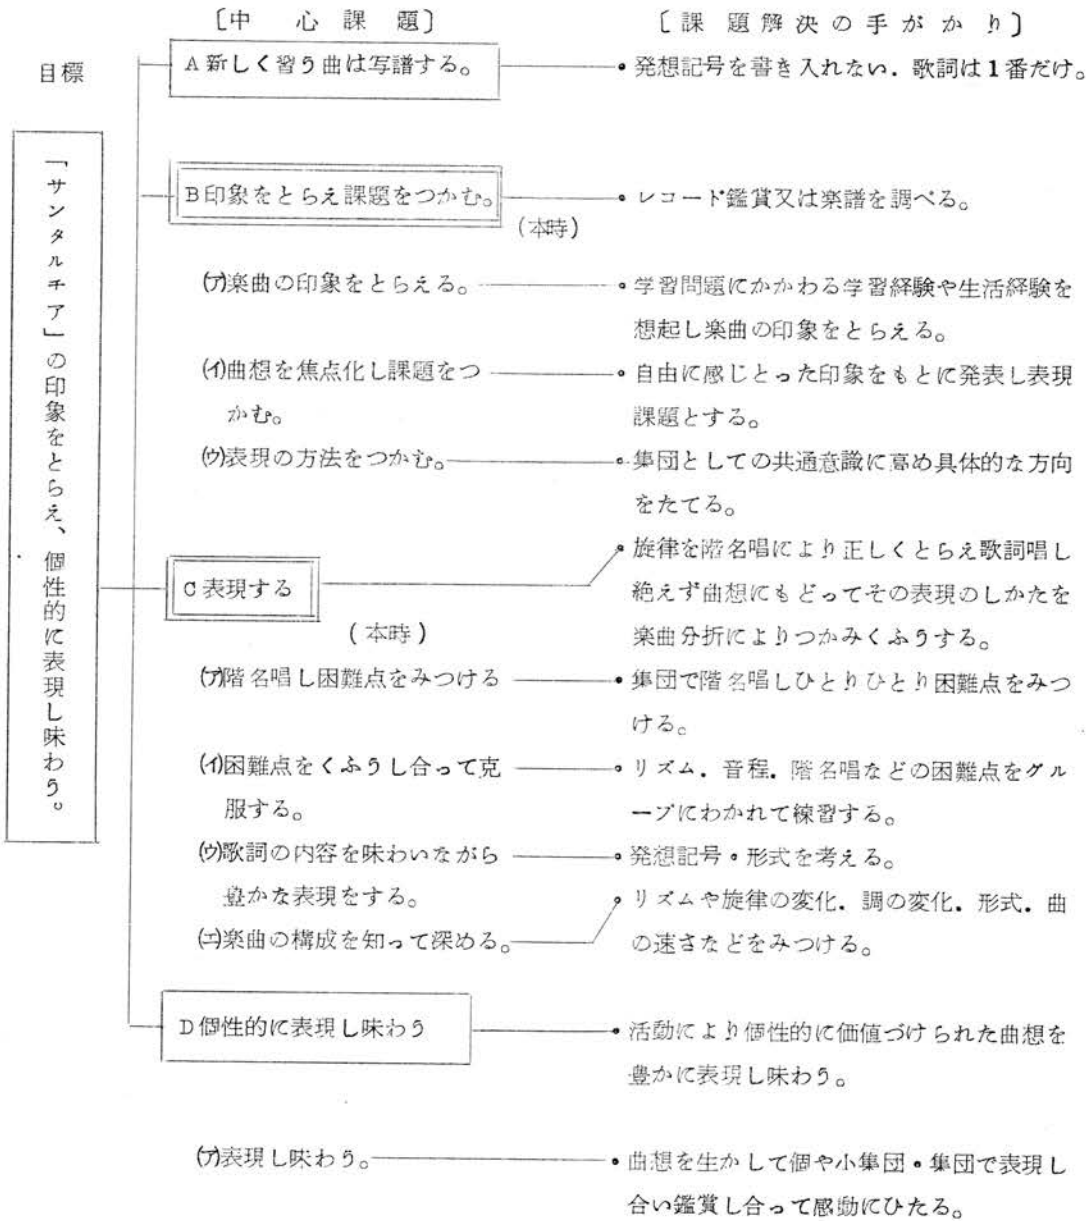 〔中　心　課　題〕
〔課　題解決の手がかり〕
目標
「サンタルチア」の印象をとらえ、個性的に表現し味わう。
A新しく習う曲は写譜する。
•発想記号を書き入れない．歌詞は1番だけ。
B印象をとらえ課題をつかむ。
（本時）
•レコード鑑賞又は楽譜を調べる。
(ア)楽曲の印象をとらえる。
•学習問題にかかわる学習経験や生活経験を
想起し楽曲の印象をとらえる。
(イ)曲想を焦点化し課題をつ
かむ。
•自由に感じとった印象をもとに発表し表現
課題とする。
(ウ)表現の方法をつかむ。
•集団としての共通意識に高め具体的な方向
をたてる。
C表現する
（本時）
•旋律を階名唱により正しくとらえ歌詞唱し
絶えず曲想にもどってその表現のしかたを
楽曲分折によりつかみくふうする。
(ア)階名唱し困難点をみつける
•集団で階名唱しひとりひとり困難点をみつ
ける。
(イ)困難点をくふうし合って克
服する。
•リズム．音程．階名唱などの困難点をグル
ープにわかれて練習する。
(ウ)歌詞の内容を味わいながら
豊かな表現をする。
•発想記号•形式を考える。
(エ)楽曲の構成を知って深める。
•リズムや旋律の変化．調の変化．形式．曲
の速さなどをみつける。
D個性的に表現し味わう
•活動により個性的に価値づけられた曲想を
豊かに表現し味わう。
(ア)表現し味わう。
•曲想を生かして個や小集団•集団で表現し
合い鑑賞し合って感動にひたる。